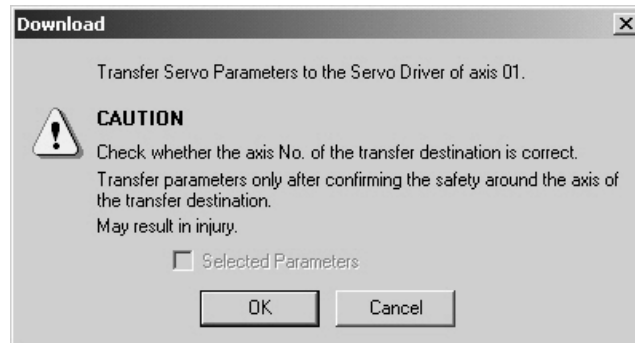 Download
Transfer Servo Parameters to the Servo Driver of axis 01.
CAUTION
Check whether the axis No. of the transfer destination is correct.
Transfer parameters only after confirming the safety around the axis of
the transfer destination.
May result in injury.
Selected Parameters
OK
Cancel